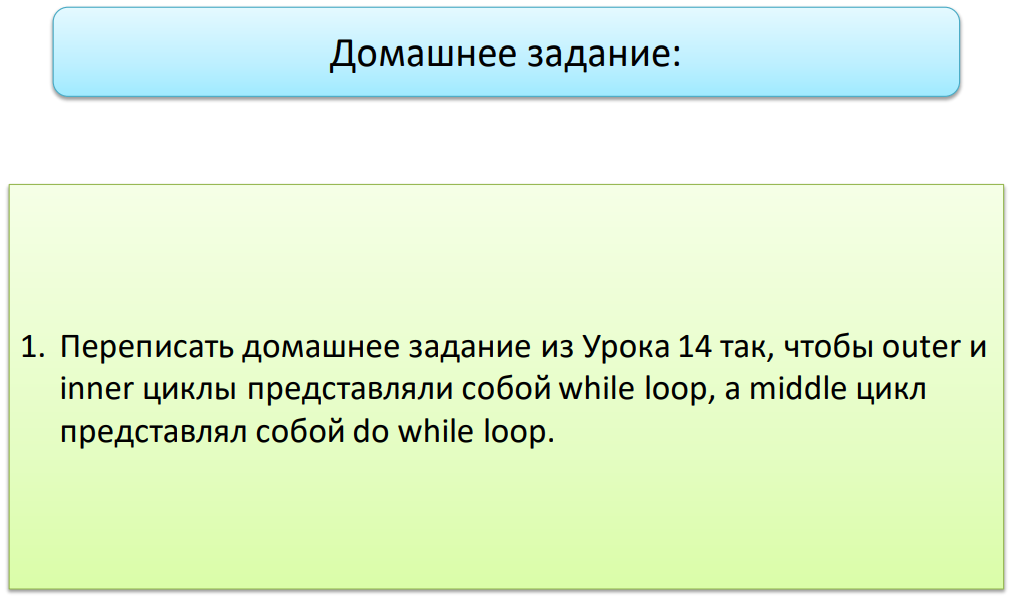 Домашнее задание:
1. Переписать домашнее задание из Урока 14 так, чтобы outer и
inner циклы представляли собой while loop, а middle цикл
представлял собой do while loop.